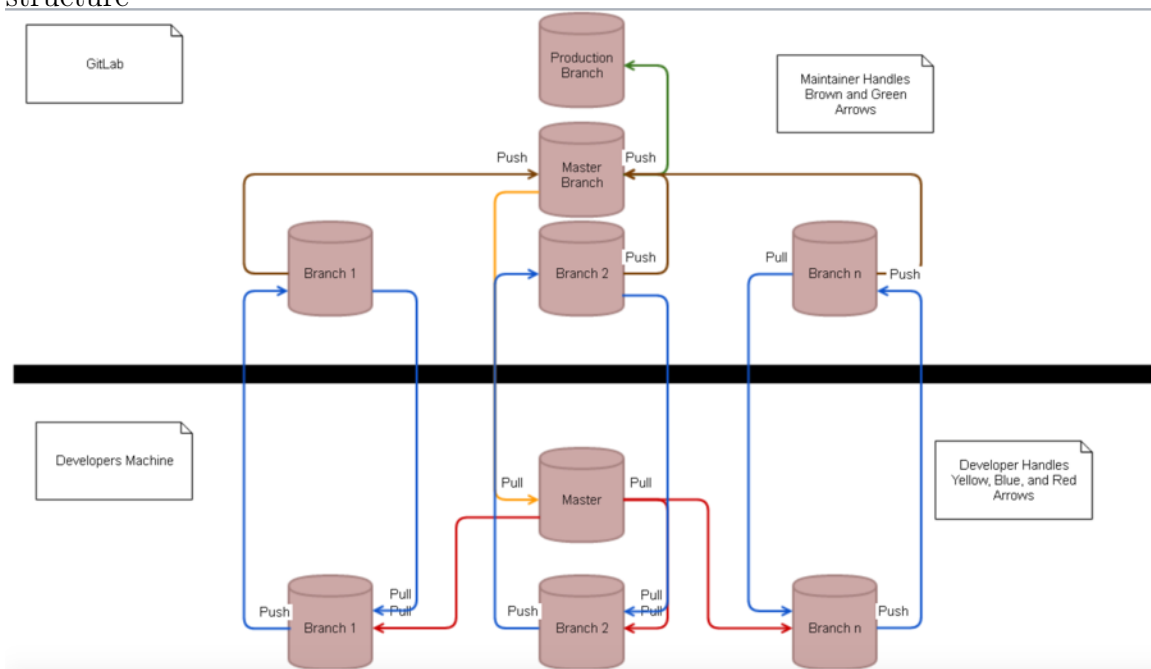 structure
GitLab
Production
Branch
Maintainer Handles
Brown and Green
Arrows
Push
Master
Branch
Push
Branch 1
Branch 2
Push
Pull
Branch n
Push
Developers Machine
Developer Handles
Yellow, Blue, and Red
Arrows
Pull
Master
Pull
Push
Branch 1
Pull
Pull
Push
Branch 2
Pull
Pull
Branch n
Push